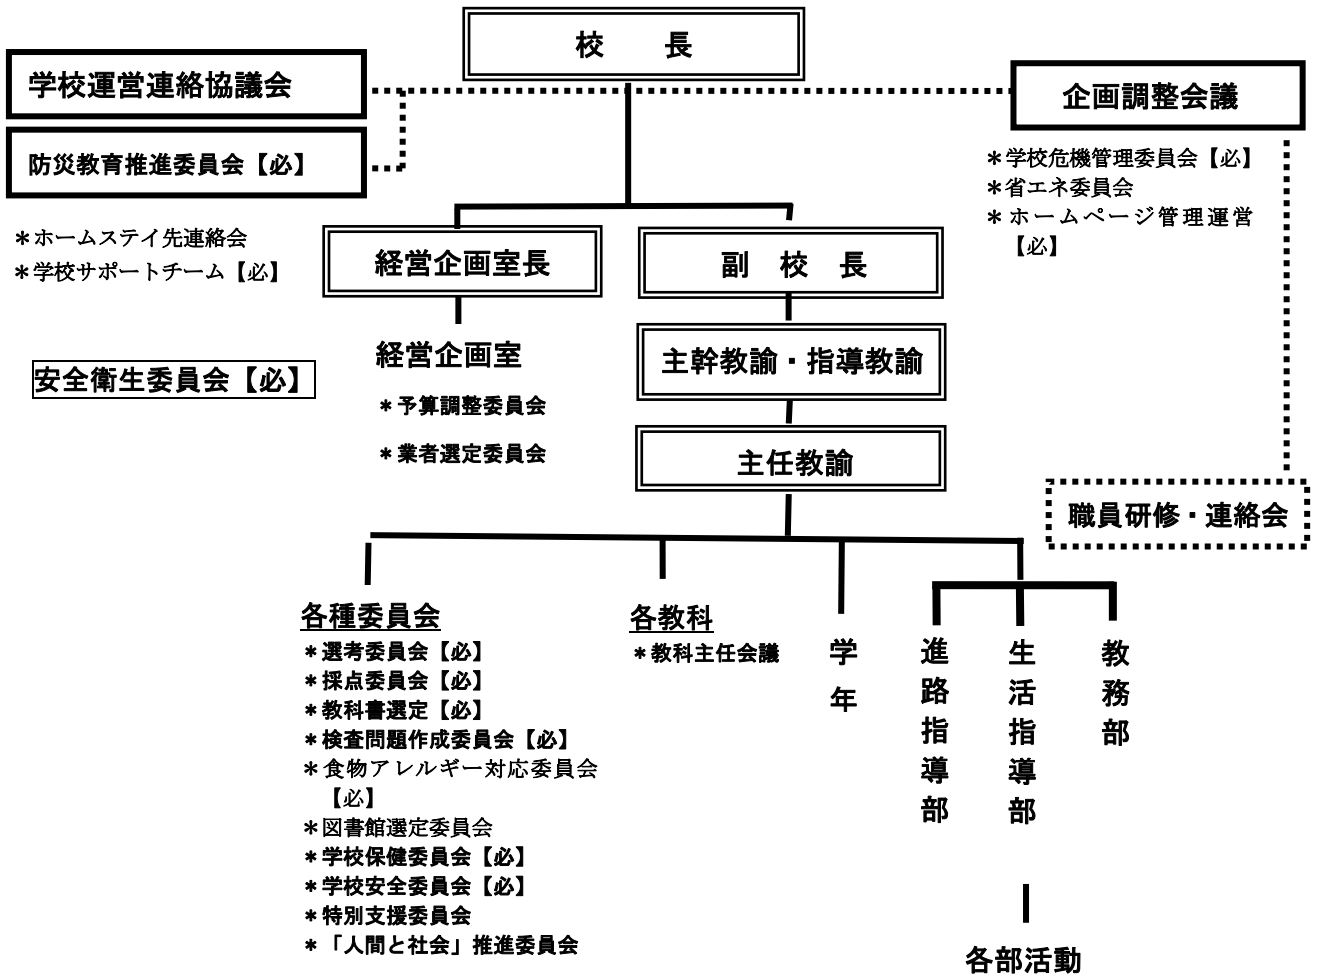 校　長
学校運営連絡協議会
防災教育推進委員会【必】
＊ホームステイ先連絡会
＊学校サポートチーム【必】
安全衛生委員会【必】
企画調整会議
＊学校危機管理委員会【必】
＊省エネ委員会
＊ホームページ管理運営
【必】
職員研修・連絡会
経営企画室長
経営企画室
＊予算調整委員会
＊業者選定委員会
副　校　長
主幹教諭・指導教諭
主任教諭
各種委員会
＊選考委員会【必】
＊採点委員会【必】
＊教科書選定【必】
＊検査問題作成委員会【必】
＊食物アレルギー対応委員会
【必】
＊図書館選定委員会
＊学校保健委員会【必】
＊学校安全委員会【必】
＊特別支援委員会
＊「人間と社会」推進委員会
各教科
＊教科主任会議
学年
進路指導部
生活指導部
教務部
各部活動